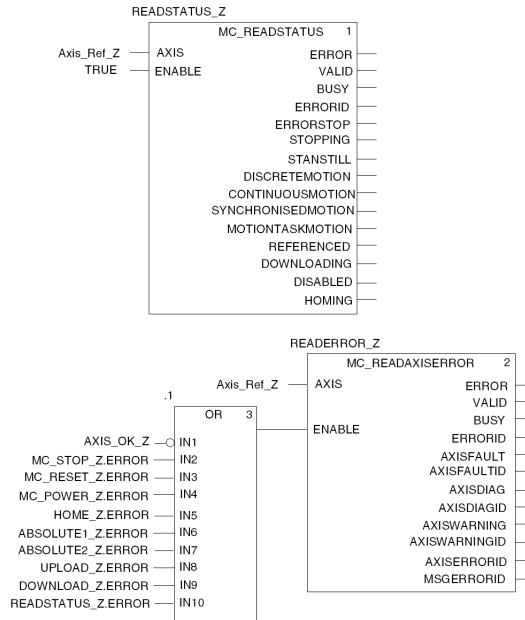 READSTATUS_Z
MC_READSTATUS 1
Axis_Ref_Z AXIS ERROR
TRUE ENABLE VALID
BUSY
ERRORID
ERRORSTOP
STOPPING
STANSTILL
DISCRETEMOTION
CONTINUOUSMOTION
SYNCHRONISEDMOTION
MOTIONTASKMOTION
REFERENCED
DOWNLOADING
DISABLED
HOMING
READERROR_Z
MC_READAXISERROR 2
Axis_Ref_Z AXIS ERROR
VALID
BUSY
ENABLE
ERRORID
AXISFAULT
AXISFAULTID
AXISDIAG
AXISDIAGID
AXISWARNING
AXISWARNINGID
AXISERRORID
MSGERRORID
.1
OR 3
AXIS_OK_Z IN1
MC_STOP_Z.ERROR IN2
MC_RESET_Z.ERROR IN3
MC_POWER_Z.ERROR IN4
HOME_Z.ERROR IN5
ABSOLUTE1_Z.ERROR IN6
ABSOLUTE2_Z.ERROR IN7
UPLOAD_Z.ERROR IN8
DOWNLOAD_Z.ERROR IN9
READSTATUS_Z.ERROR IN10